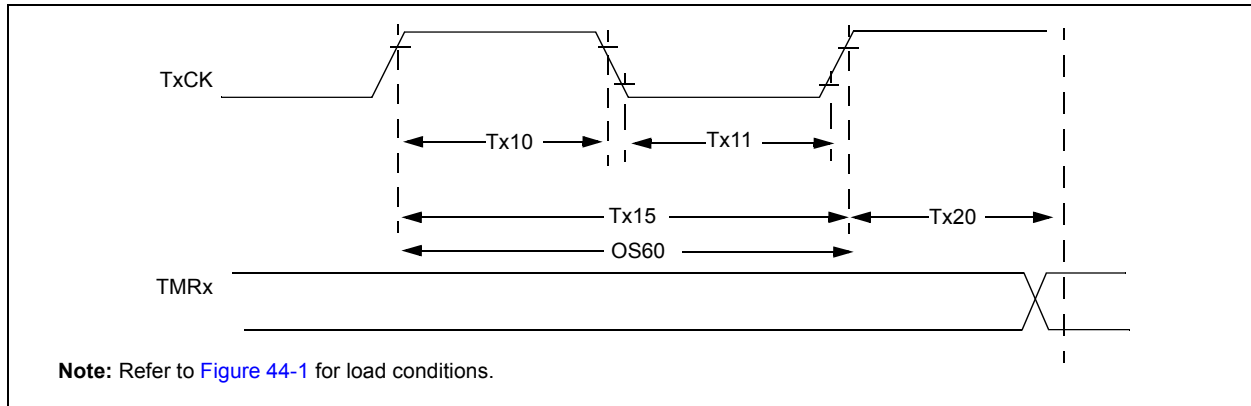 TxCK
Tx10
Tx11
Tx15
Tx20
OS60
TMRx
Note: Refer to Figure 44-1 for load conditions.